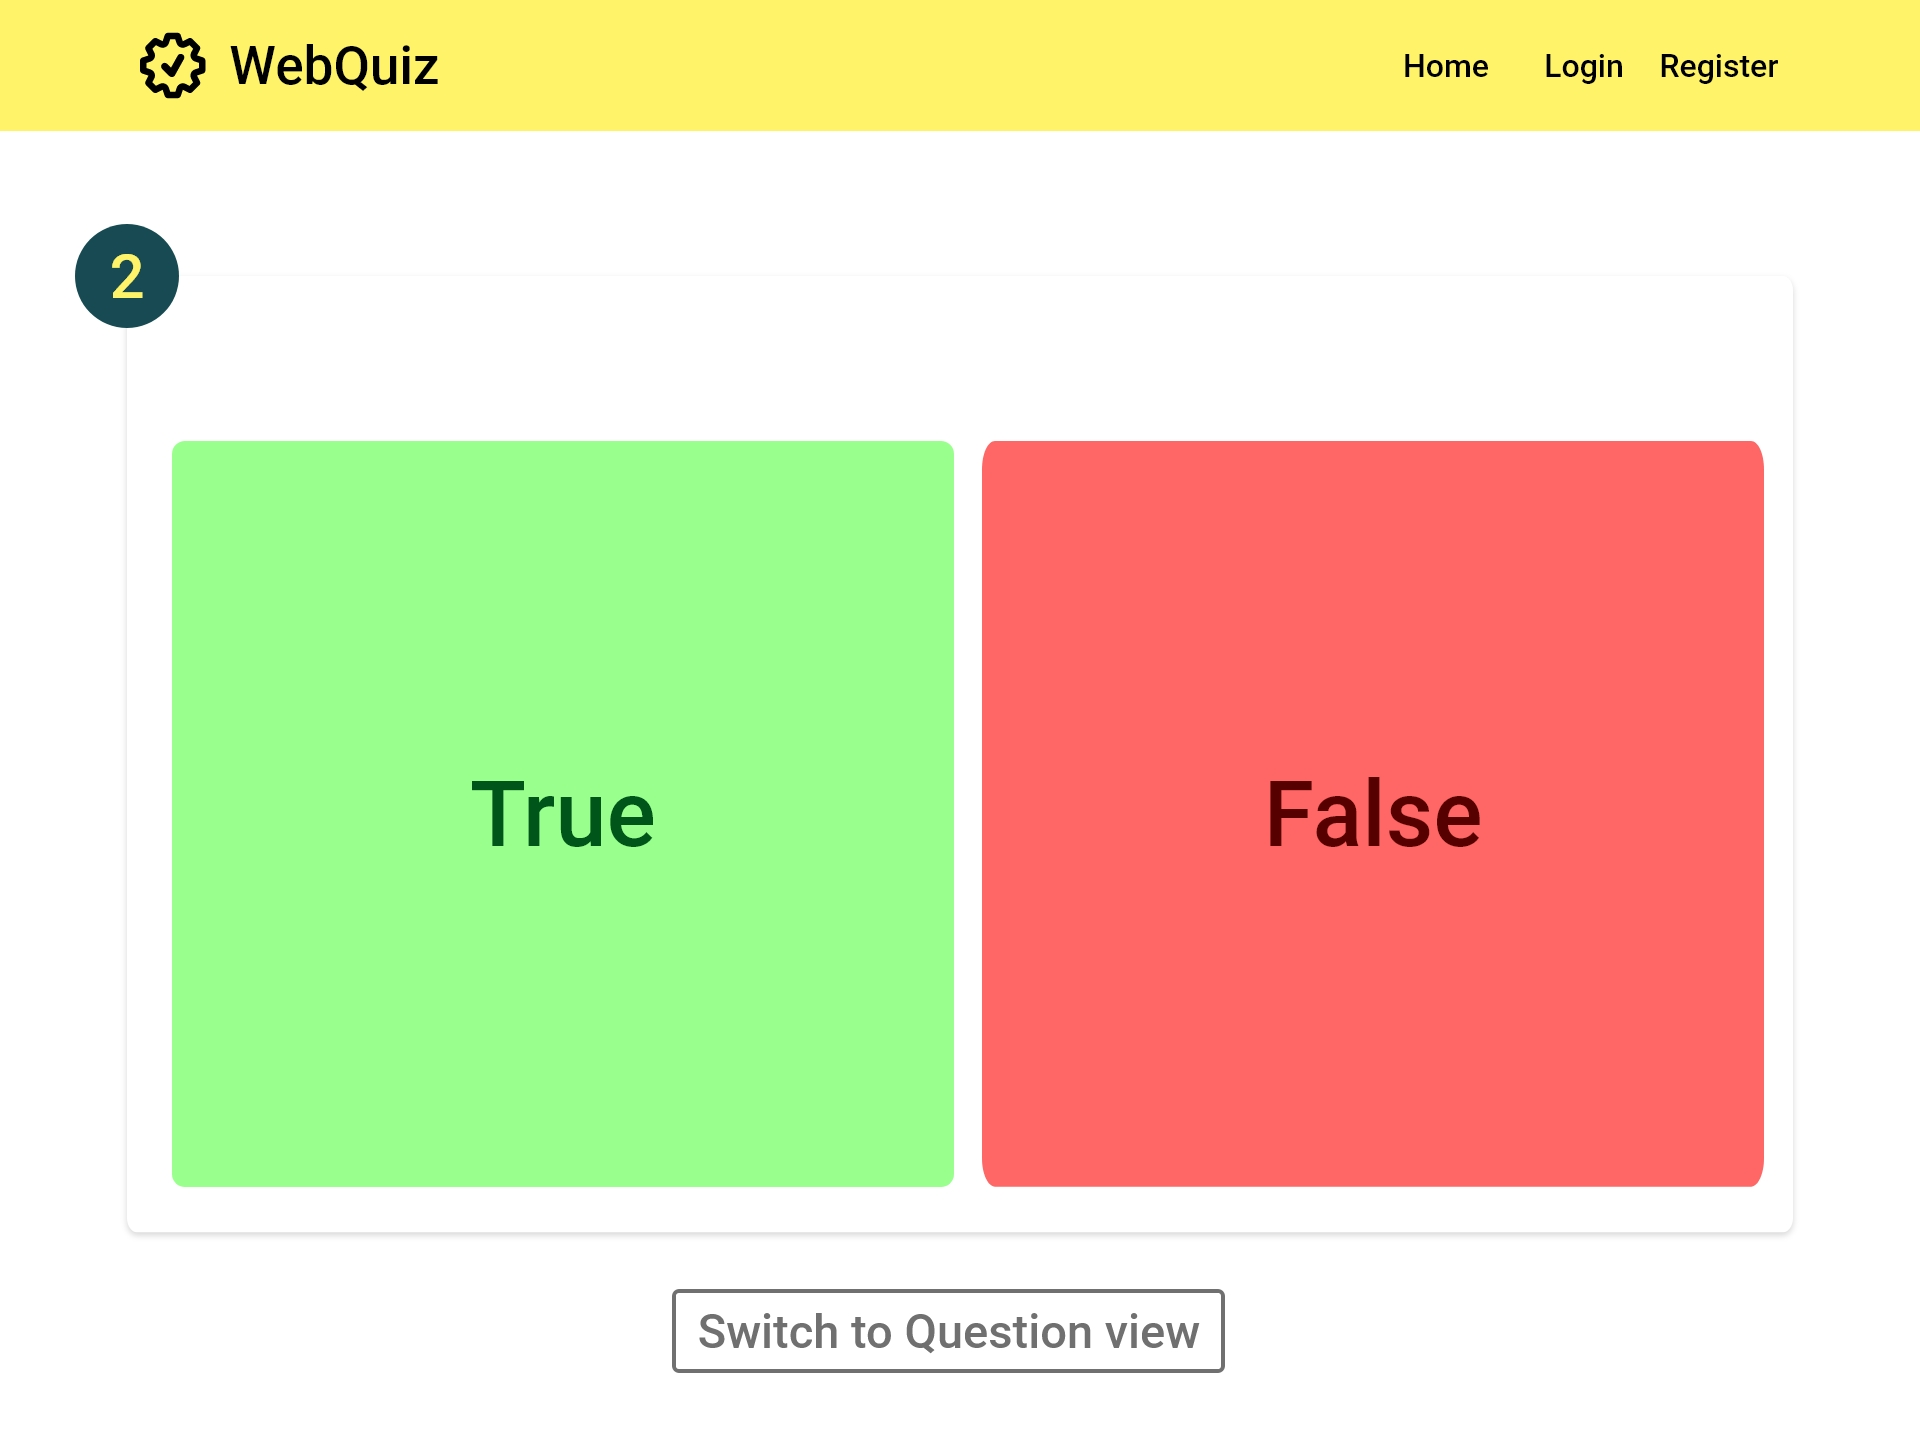 WebQuiz
Home Login Register
2
True
False
Switch to Question view